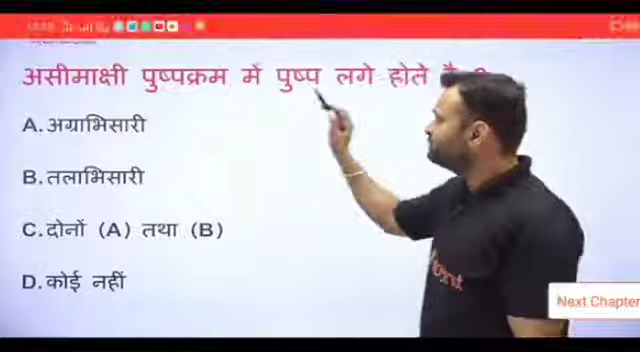 असीमाक्षी पुष्पक्रम में पुष्प लगे होते है
A. अग्राभिसारी
B. तलाभिसारी
C. दोनों (A) तथा (B)
D. कोई नहीं
Next Chapter